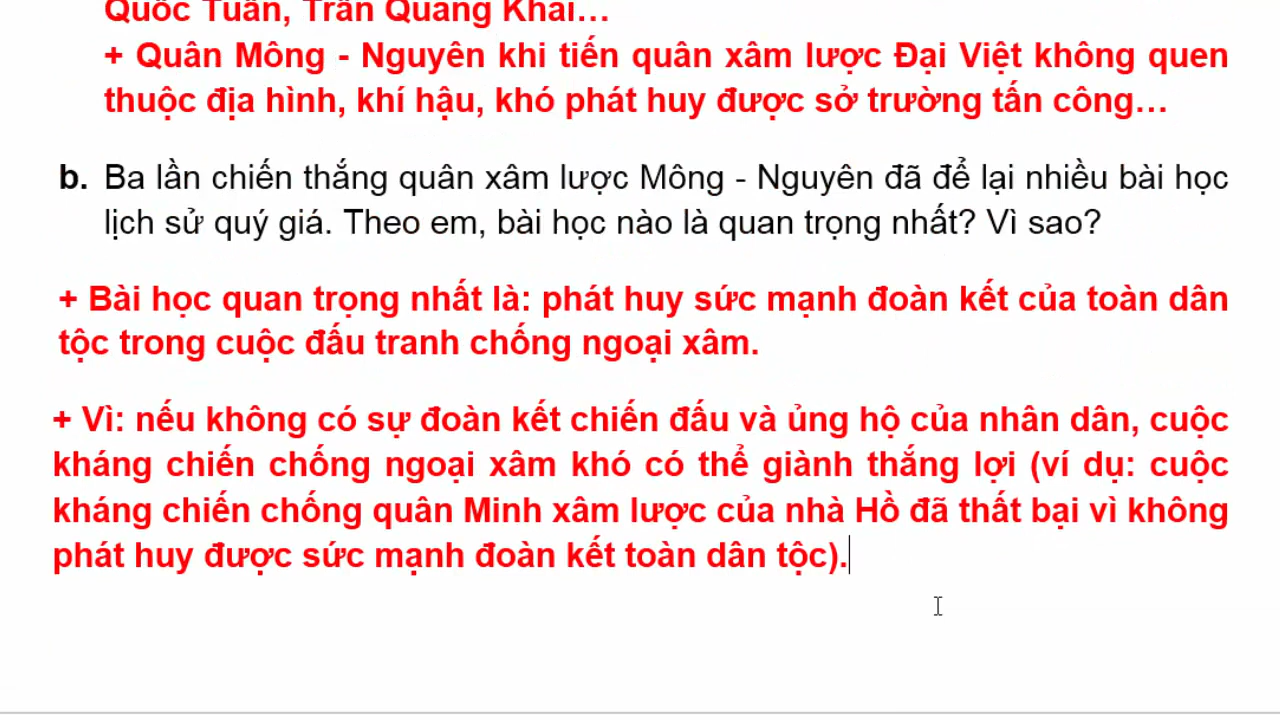 Quốc Tuấn, Trần Quang Khải...
+ Quân Mông - Nguyên khi tiến quân xâm lược Đại Việt không quen
thuộc địa hình, khí hậu, khó phát huy được sở trường tấn công...
b. Ba lần chiến thắng quân xâm lược Mông - Nguyên đã để lại nhiều bài học
lịch sử quý giá. Theo em, bài học nào là quan trọng nhất? Vì sao?
+ Bài học quan trọng nhất là: phát huy sức mạnh đoàn kết của toàn dân
tộc trong cuộc đấu tranh chống ngoại xâm.
+ Vì: nếu không có sự đoàn kết chiến đấu và ủng hộ của nhân dân, cuộc
kháng chiến chống ngoại xâm khó có thể giành thắng lợi (ví dụ: cuộc
kháng chiến chống quân Minh xâm lược của nhà Hồ đã thất bại vì không
phát huy được sức mạnh đoàn kết toàn dân tộc).